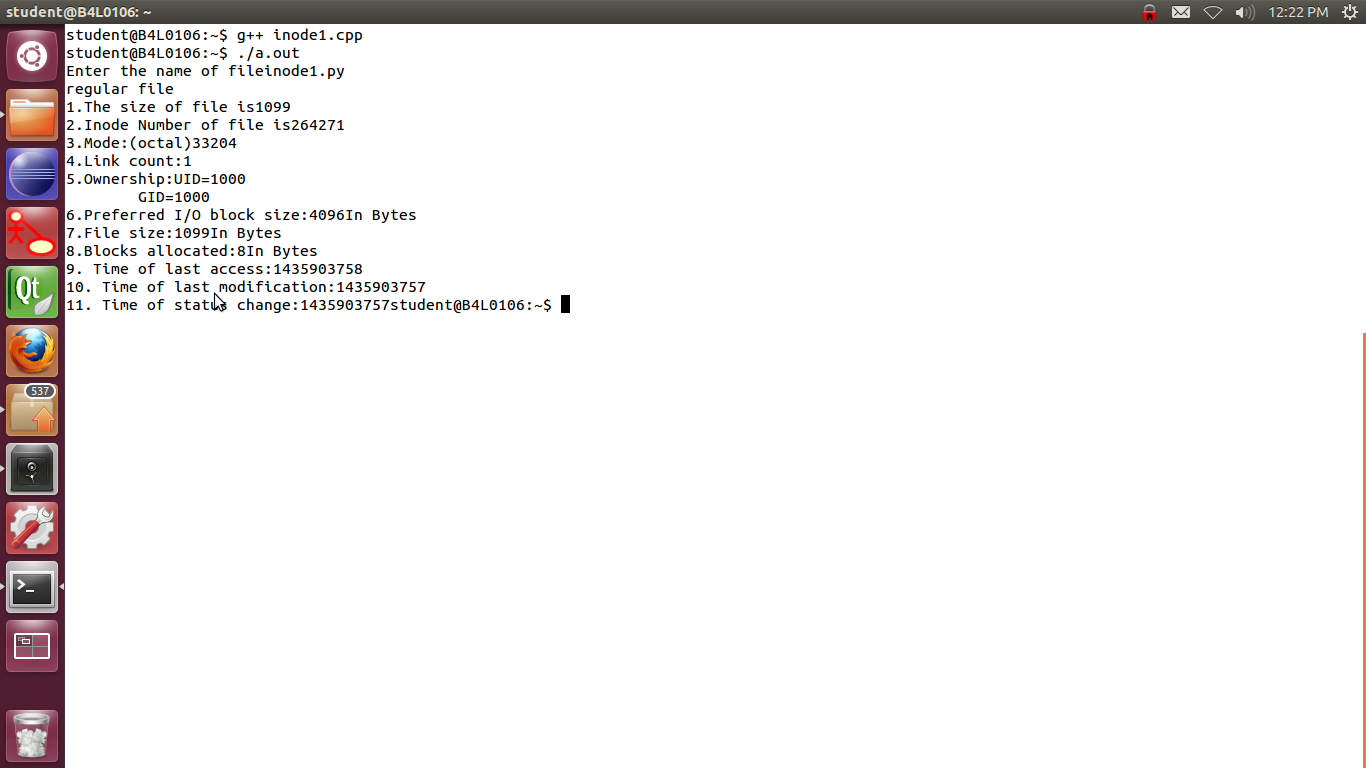 student@B4L0106: ~
12:22 PM
student@B4L0106:~$ g++ inode1.cpp
student@B4L0106:~$ ./a.out
Enter the name of fileinode1.py
regular file
1.The size of file is1099
2.Inode Number of file is264271
3.Mode:(octal)33204
4.Link count:1
5.Ownership:UID=1000
        GID=1000
6.Preferred I/O block size:4096In Bytes
7.File size:1099In Bytes
8.Blocks allocated:8In Bytes
9. Time of last access:1435903758
10. Time of last modification:1435903757
11. Time of status change:1435903757student@B4L0106:~$
Qt
537
>_